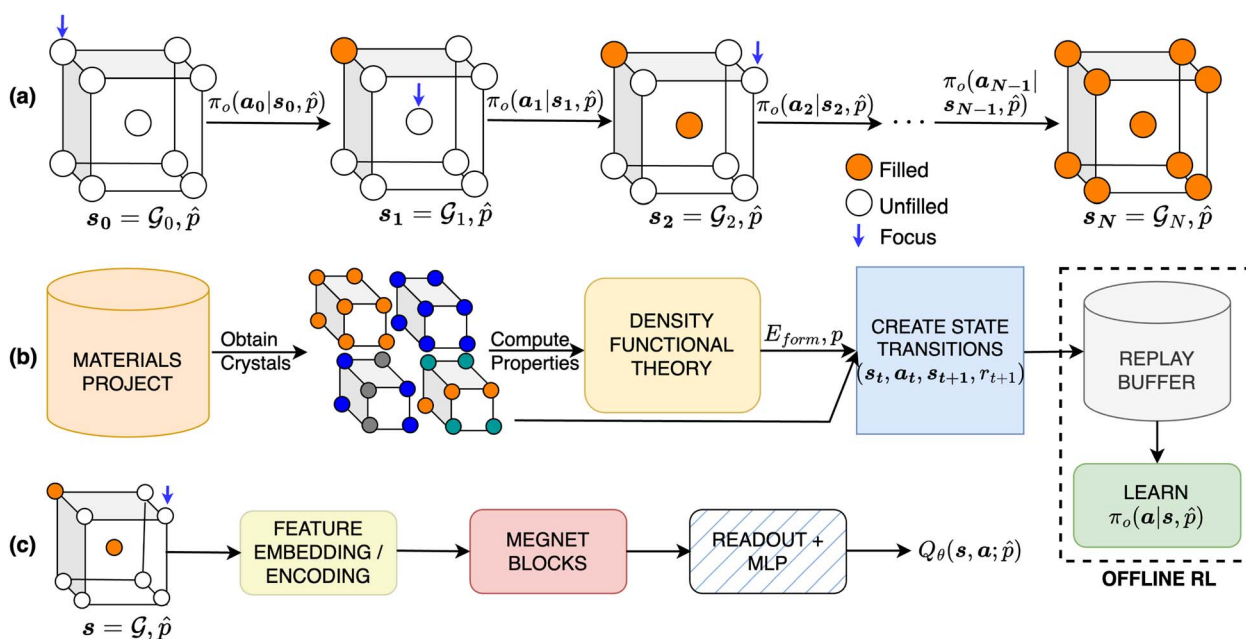 (a)
π_o(a_0|s_0, p̂)
π_o(a_1|s_1, p̂)
π_o(a_2|s_2, p̂)
...
π_o(a_{N−1}|
s_{N−1}, p̂)
s_0 = G_0, p̂
s_1 = G_1, p̂
s_2 = G_2, p̂
s_N = G_N, p̂
Filled
Unfilled
Focus
(b)
MATERIALS
PROJECT
Obtain
Crystals
Compute
Properties
DENSITY
FUNCTIONAL
THEORY
E_{form}, p
CREATE STATE
TRANSITIONS
(s_t, a_t, s_{t+1}, r_{t+1})
REPLAY
BUFFER
LEARN
π_o(a|s, p̂)
OFFLINE RL
(c)
s = G, p̂
FEATURE
EMBEDDING /
ENCODING
MEGNET
BLOCKS
READOUT +
MLP
Q_θ(s, a; p̂)